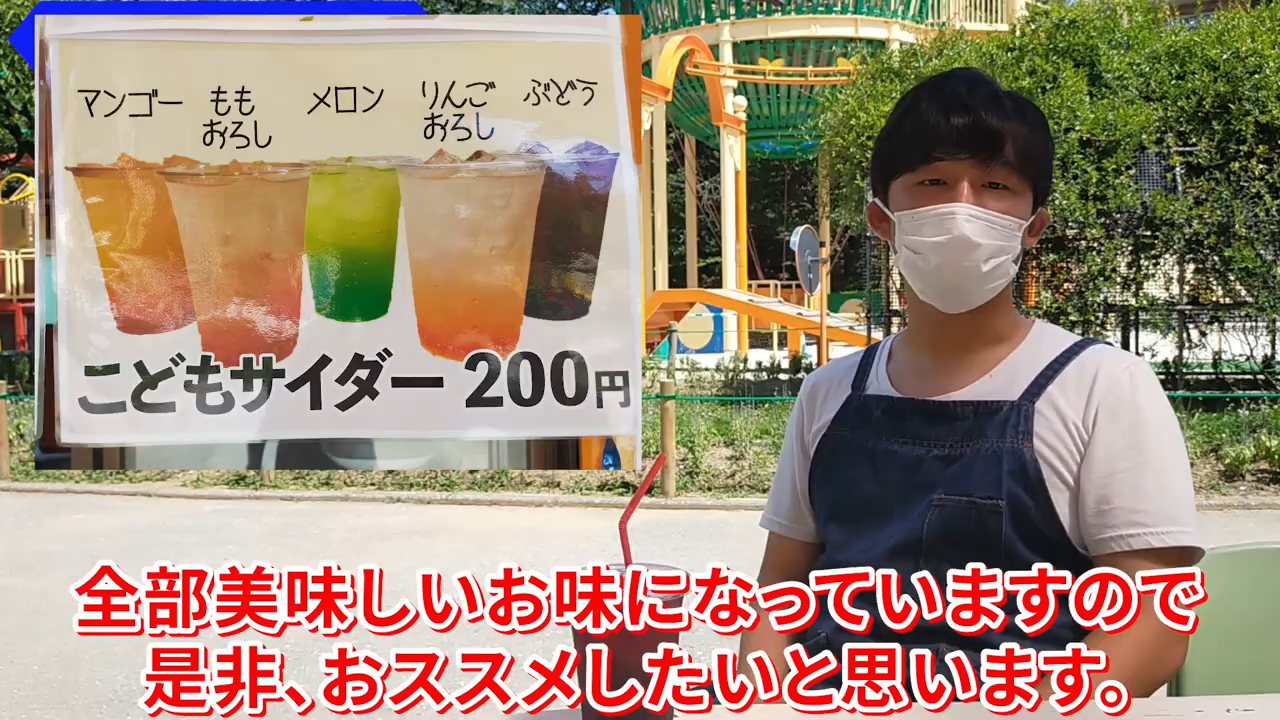 マンゴー
もも
おろし
メロン
りんご
おろし
ぶどう
こどもサイダー 200円
全部美味しいお味になっていますので
是非、おススメしたいと思います。